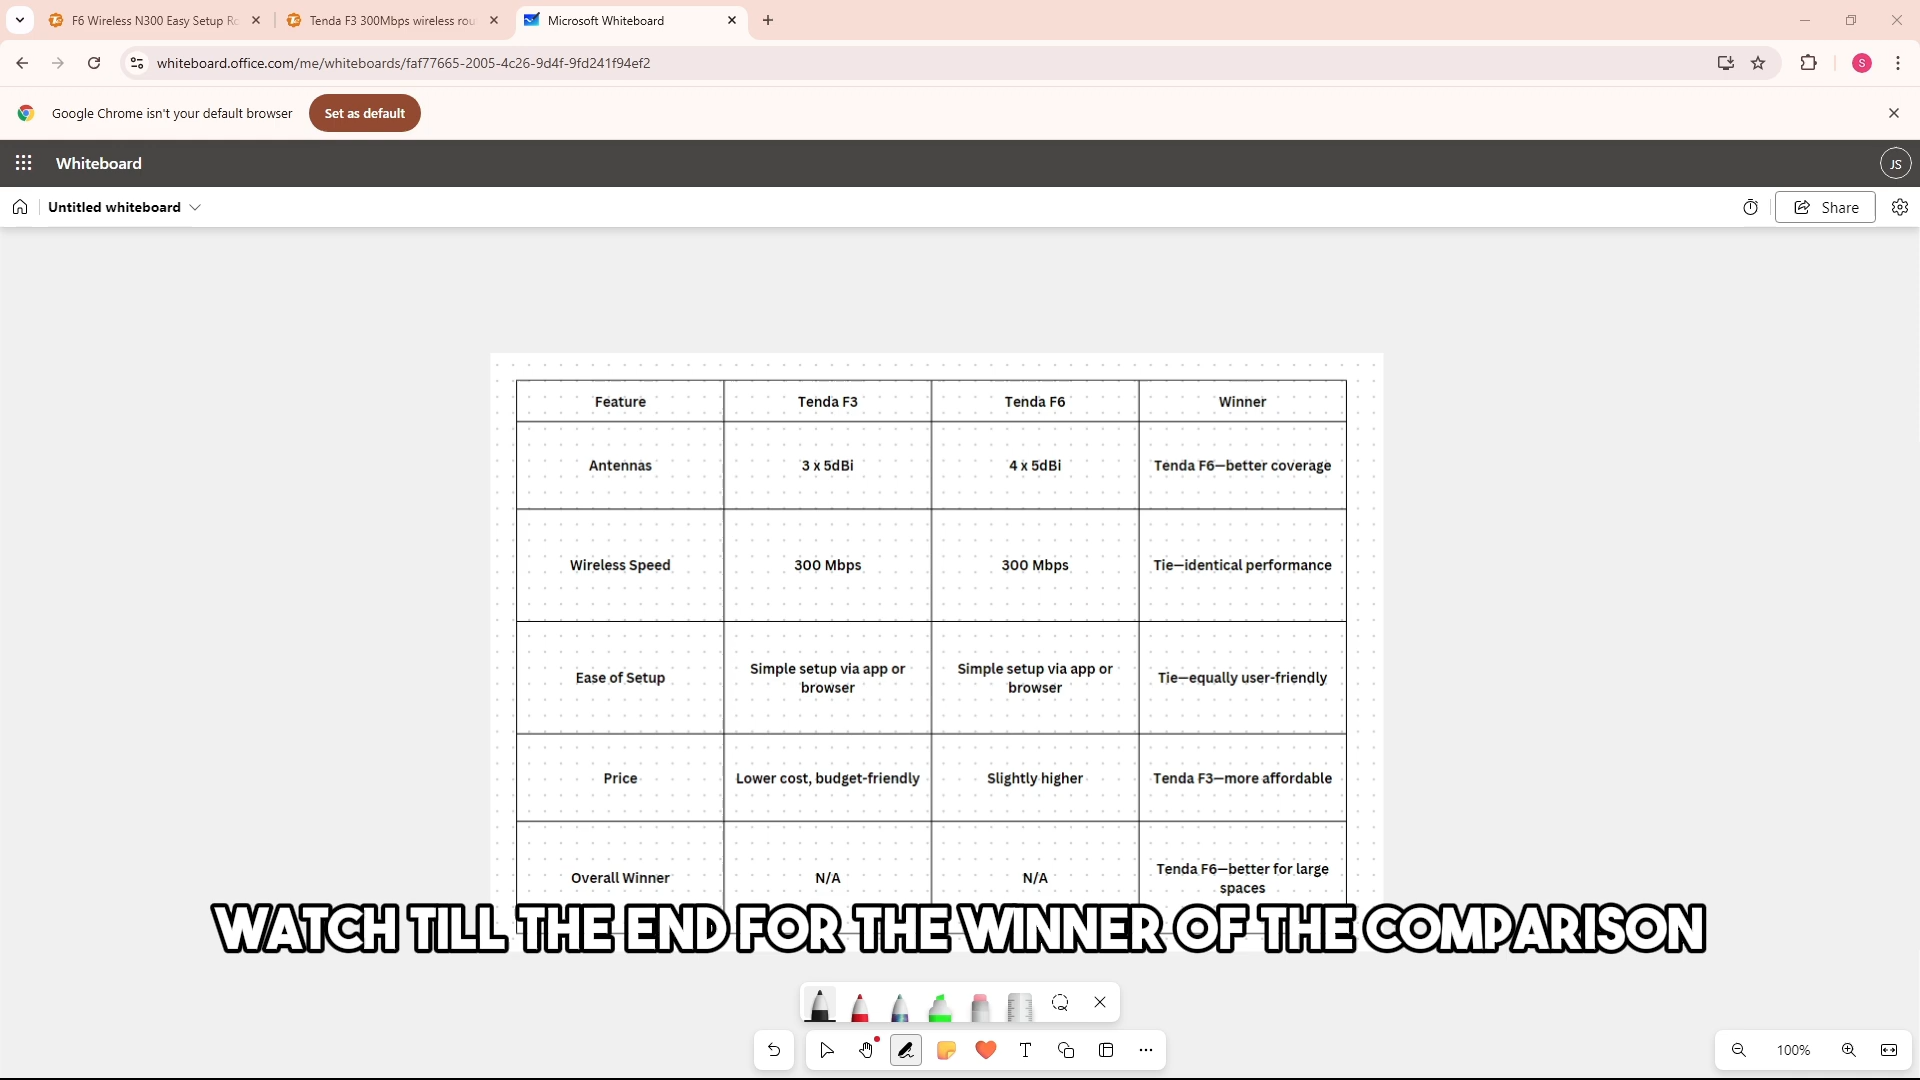 F6 Wireless N300 Easy Setup Ro
Tenda F3 300Mbps wireless rou
Microsoft Whiteboard
whiteboard.office.com/me/whiteboards/faf77665-2005-4c26-9d4f-9fd241f94ef2
S
Google Chrome isn't your default browser
Set as default
Whiteboard
JS
Untitled whiteboard
Share
Feature Tenda F3 Tenda F6 Winner
Antennas 3 x 5dBi 4 x 5dBi Tenda F6—better coverage
Wireless Speed 300 Mbps 300 Mbps Tie—identical performance
Ease of Setup Simple setup via app or browser Simple setup via app or browser Tie—equally user-friendly
Price Lower cost, budget-friendly Slightly higher Tenda F3—more affordable
Overall Winner N/A N/A Tenda F6—better for large spaces
WATCH TILL THE END FOR THE WINNER OF THE COMPARISON
100%